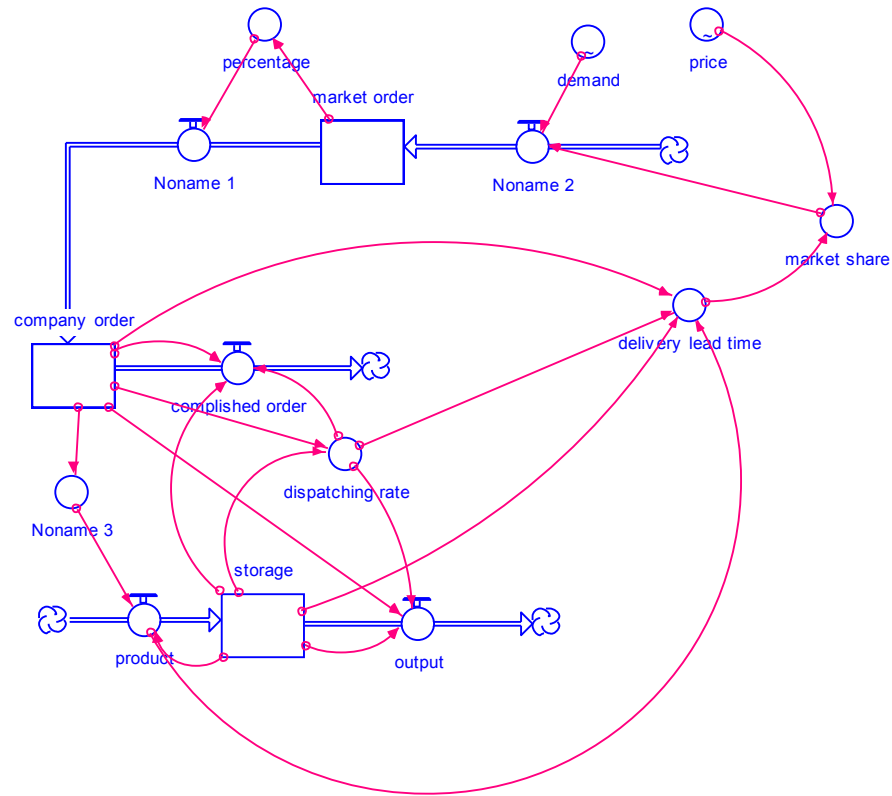 percentage
demand
price
market order
Noname 1
Noname 2
market share
company order
delivery lead time
complished order
dispatching rate
Noname 3
storage
product
output
~
~